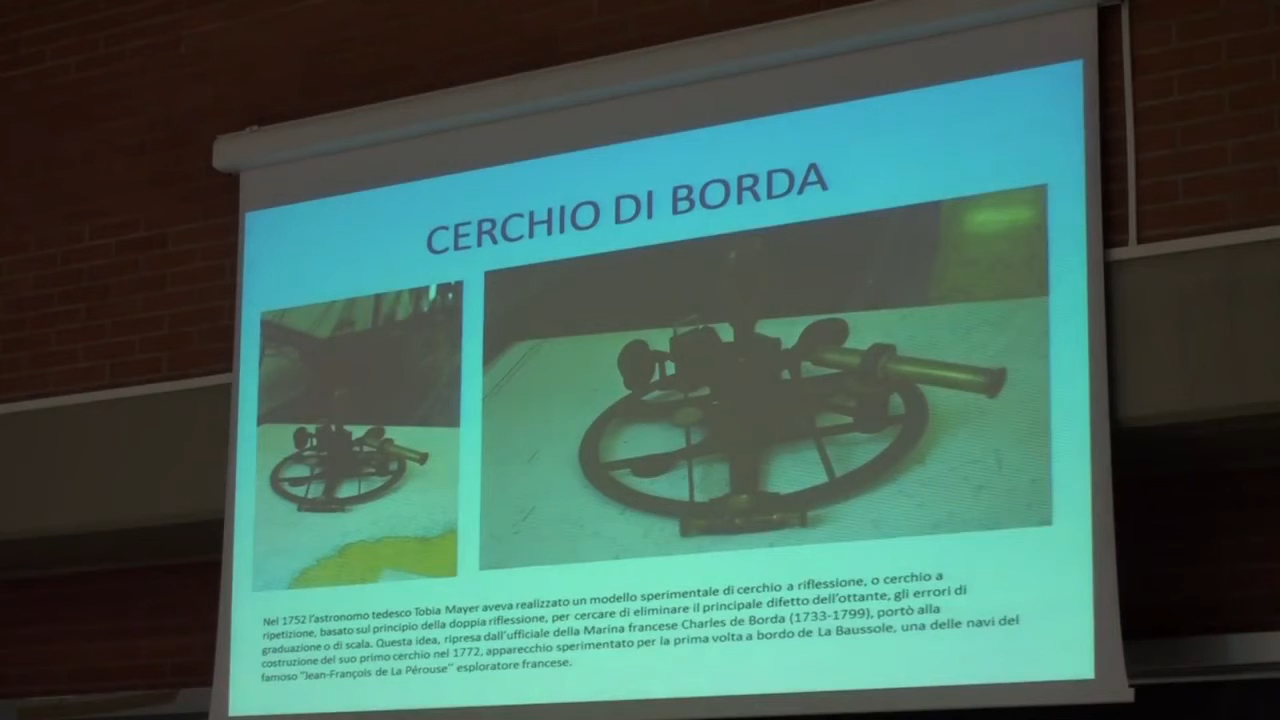 CERCHIO DI BORDA
Nel 1752 l'astronomo tedesco Tobia Mayer aveva realizzato un modello sperimentale di cerchio a riflessione, o cerchio a
ripetizione, basato sul principio della doppia riflessione, per cercare di eliminare il principale difetto dell'ottante, gli errori di
graduazione o di scala. Questa idea, ripresa dall'ufficiale della Marina francese Charles de Borda (1733-1799), portò alla
costruzione del suo primo cerchio nel 1772, apparecchio sperimentato per la prima volta a bordo de La Baussole, una delle navi del
famoso "Jean-François de La Pérouse" esploratore francese.